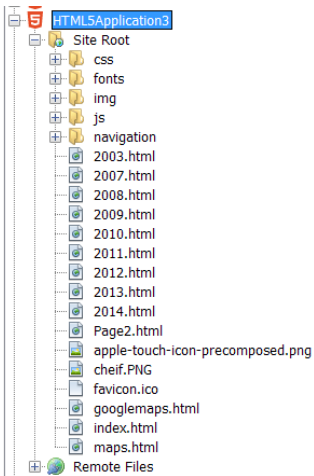 HTML5Application3
Site Root
css
fonts
img
js
navigation
2003.html
2007.html
2008.html
2009.html
2010.html
2011.html
2012.html
2013.html
2014.html
Page2.html
apple-touch-icon-precomposed.png
cheif.PNG
favicon.ico
googlemaps.html
index.html
maps.html
Remote Files